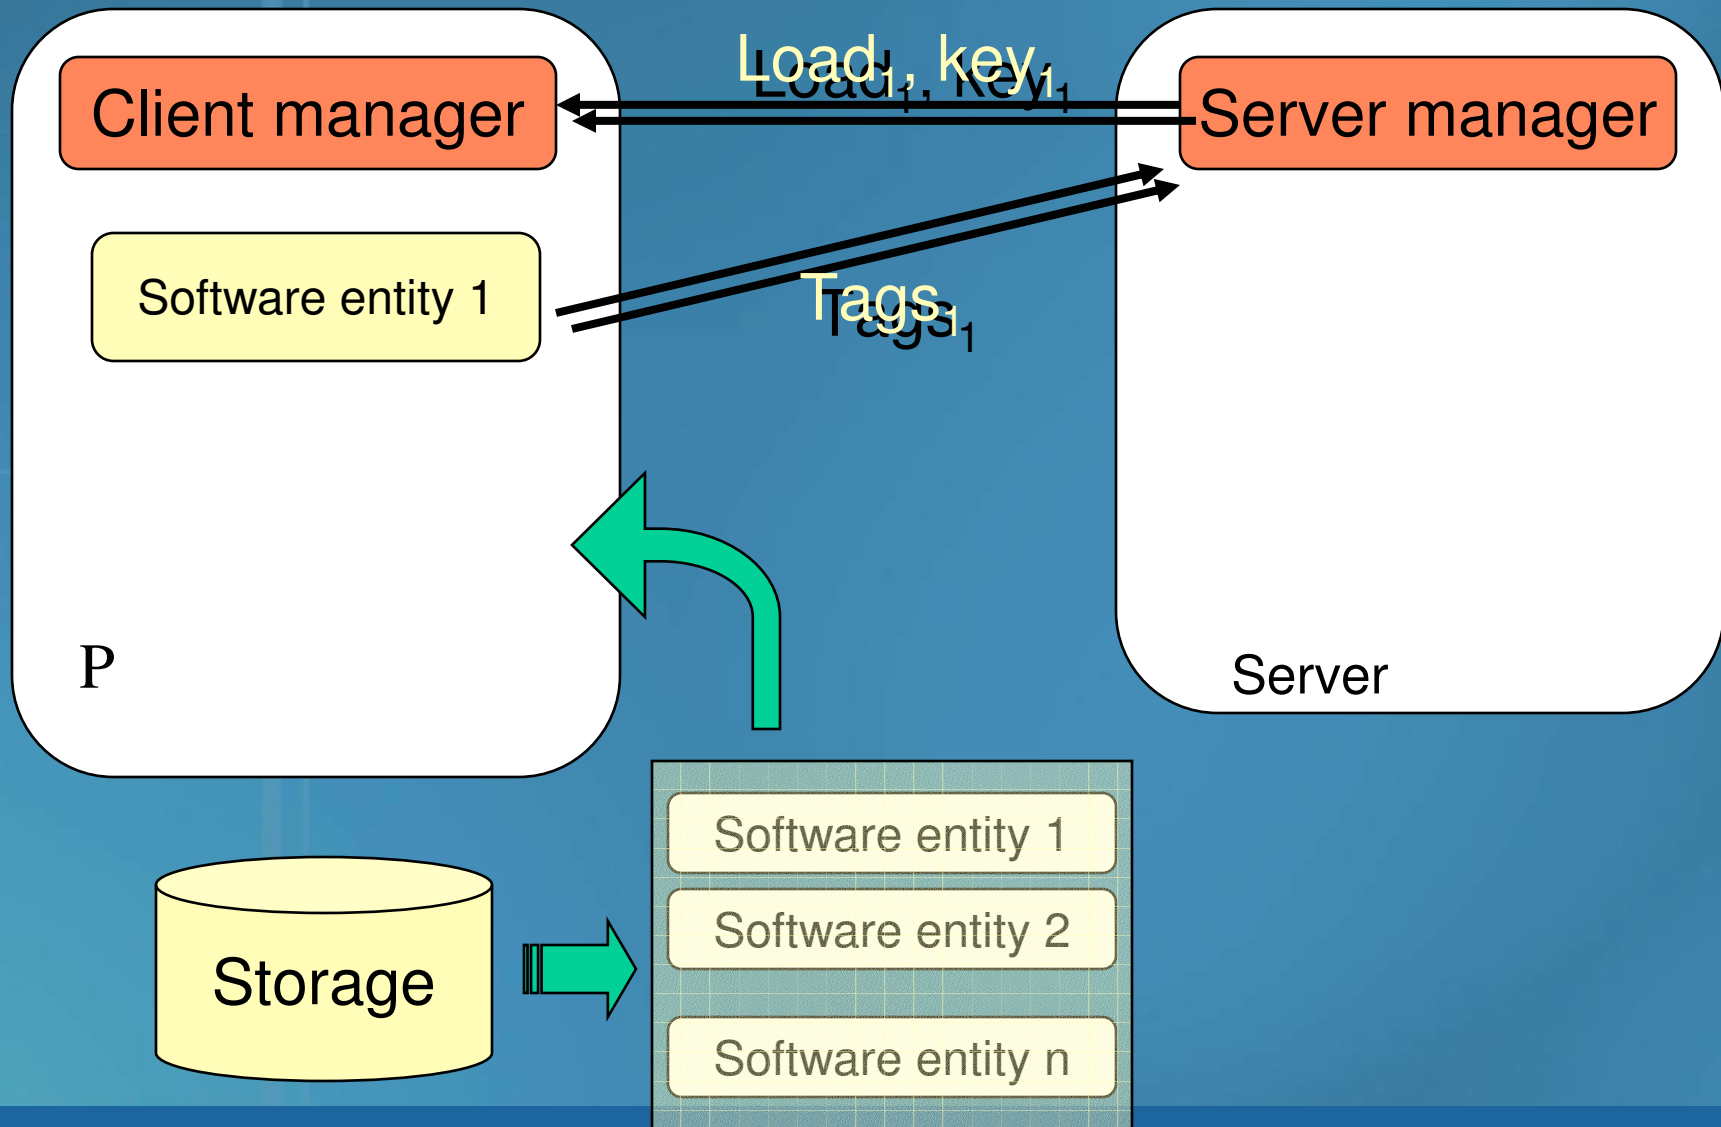 Load₁, key₁
Client manager
Server manager
Software entity 1
Tags₁
P
Server
Software entity 1
Software entity 2
Storage
Software entity n